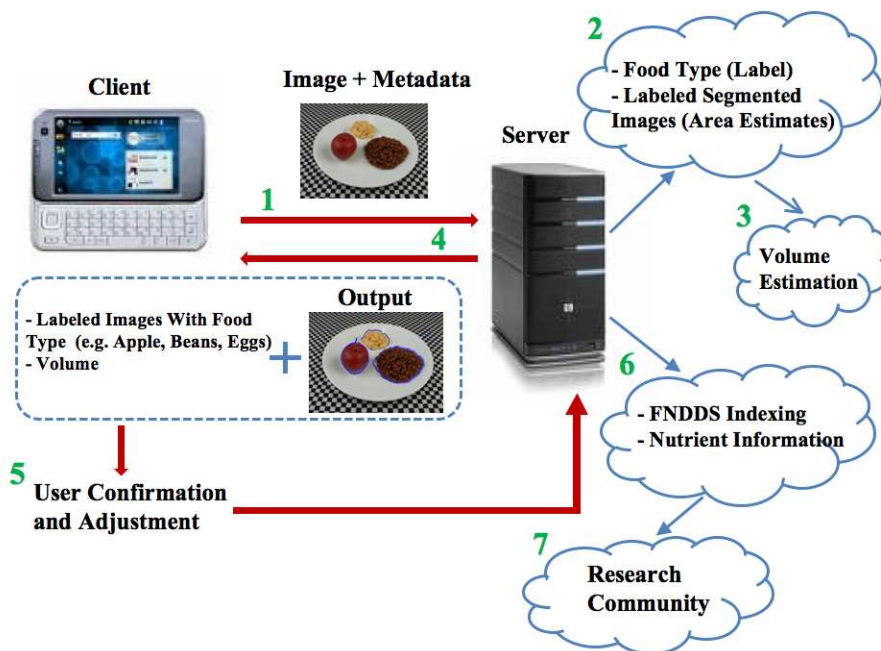 Client
Image + Metadata
Server
1
4
2
- Food Type (Label)
- Labeled Segmented
Images (Area Estimates)
3
Volume
Estimation
- Labeled Images With Food
Type (e.g. Apple, Beans, Eggs)
- Volume
+
Output
5
User Confirmation
and Adjustment
6
- FNDDS Indexing
- Nutrient Information
7
Research
Community